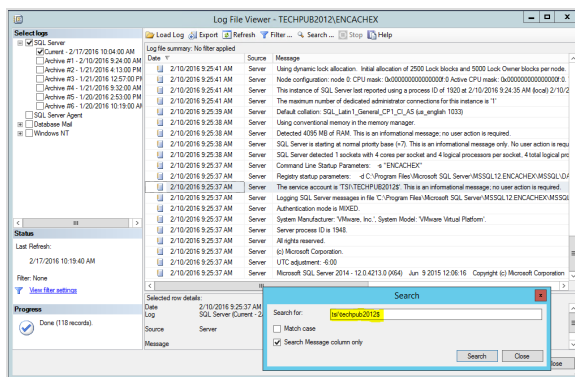 Log File Viewer - TECHPUB2012\ENCACHEX
Select logs
SQL Server
Current - 2/17/2016 10:04:00 AM
Archive #1 - 2/9/2016 9:24:00 AM
Archive #2 - 1/21/2016 4:13:00 PM
Archive #3 - 1/21/2016 12:57:00 PM
Archive #4 - 1/21/2016 9:32:00 AM
Archive #5 - 1/20/2016 2:53:00 PM
Archive #6 - 1/20/2016 10:19:00 AM
SQL Server Agent
Database Mail
Windows NT
Status
Last Refresh:
2/17/2016 10:19:40 AM
Filter: None
View filter settings
Progress
Done (118 records).
Load Log Export Refresh Filter... Search... Stop Help
Log file summary: No filter applied
Date Source Message
2/10/2016 9:25:41 AM Server Using dynamic lock allocation. Initial allocation of 2500 Lock blocks and 5000 Lock Owner blocks per node.
2/10/2016 9:25:41 AM Server Node configuration: node 0: CPU mask: 0x000000000000000f:0 Active CPU mask: 0x000000000000000f:0.
2/10/2016 9:25:41 AM Server This instance of SQL Server last reported using a process ID of 1920 at 2/10/2016 9:24:35 AM (local) 2/10/2
2/10/2016 9:25:41 AM Server The maximum number of dedicated administrator connections for this instance is '1'
2/10/2016 9:25:39 AM Server Default collation: SQL_Latin1_General_CP1_CI_AS (us_english 1033)
2/10/2016 9:25:38 AM Server Using conventional memory in the memory manager.
2/10/2016 9:25:38 AM Server Detected 4095 MB of RAM. This is an informational message; no user action is required.
2/10/2016 9:25:38 AM Server SQL Server is starting at normal priority base (=7). This is an informational message only. No user action is requ
2/10/2016 9:25:38 AM Server SQL Server detected 1 sockets with 4 cores per socket and 4 logical processors per socket, 4 total logical pro
2/10/2016 9:25:37 AM Server Command Line Startup Parameters: -s "ENCACHEX"
2/10/2016 9:25:37 AM Server Registry startup parameters: -d C:\Program Files\Microsoft SQL Server\MSSQL12.ENCACHEX\MSSQL\DA
2/10/2016 9:25:37 AM Server The service account is 'TSI\TECHPUB2012$'. This is an informational message; no user action is required.
2/10/2016 9:25:37 AM Server Logging SQL Server messages in file 'C:\Program Files\Microsoft SQL Server\MSSQL12.ENCACHEX\MSSQL\
2/10/2016 9:25:37 AM Server Authentication mode is MIXED.
2/10/2016 9:25:37 AM Server System Manufacturer: 'VMware, Inc.', System Model: 'VMware Virtual Platform'.
2/10/2016 9:25:37 AM Server Server process ID is 1948.
2/10/2016 9:25:37 AM Server All rights reserved.
2/10/2016 9:25:37 AM Server (c) Microsoft Corporation.
2/10/2016 9:25:37 AM Server UTC adjustment: -6:00
2/10/2016 9:25:37 AM Server Microsoft SQL Server 2014 - 12.0.4213.0 (X64) Jun 9 2015 12:06:16 Copyright (c) Microsoft Corporation
Selected row details:
Date 2/10/2016 9:25:37 AM
Log SQL Server (Current - 2
Source Server
Message
Search
Search for: tsi\techpub2012$
Match case
Search Message column only
Search Close
lose